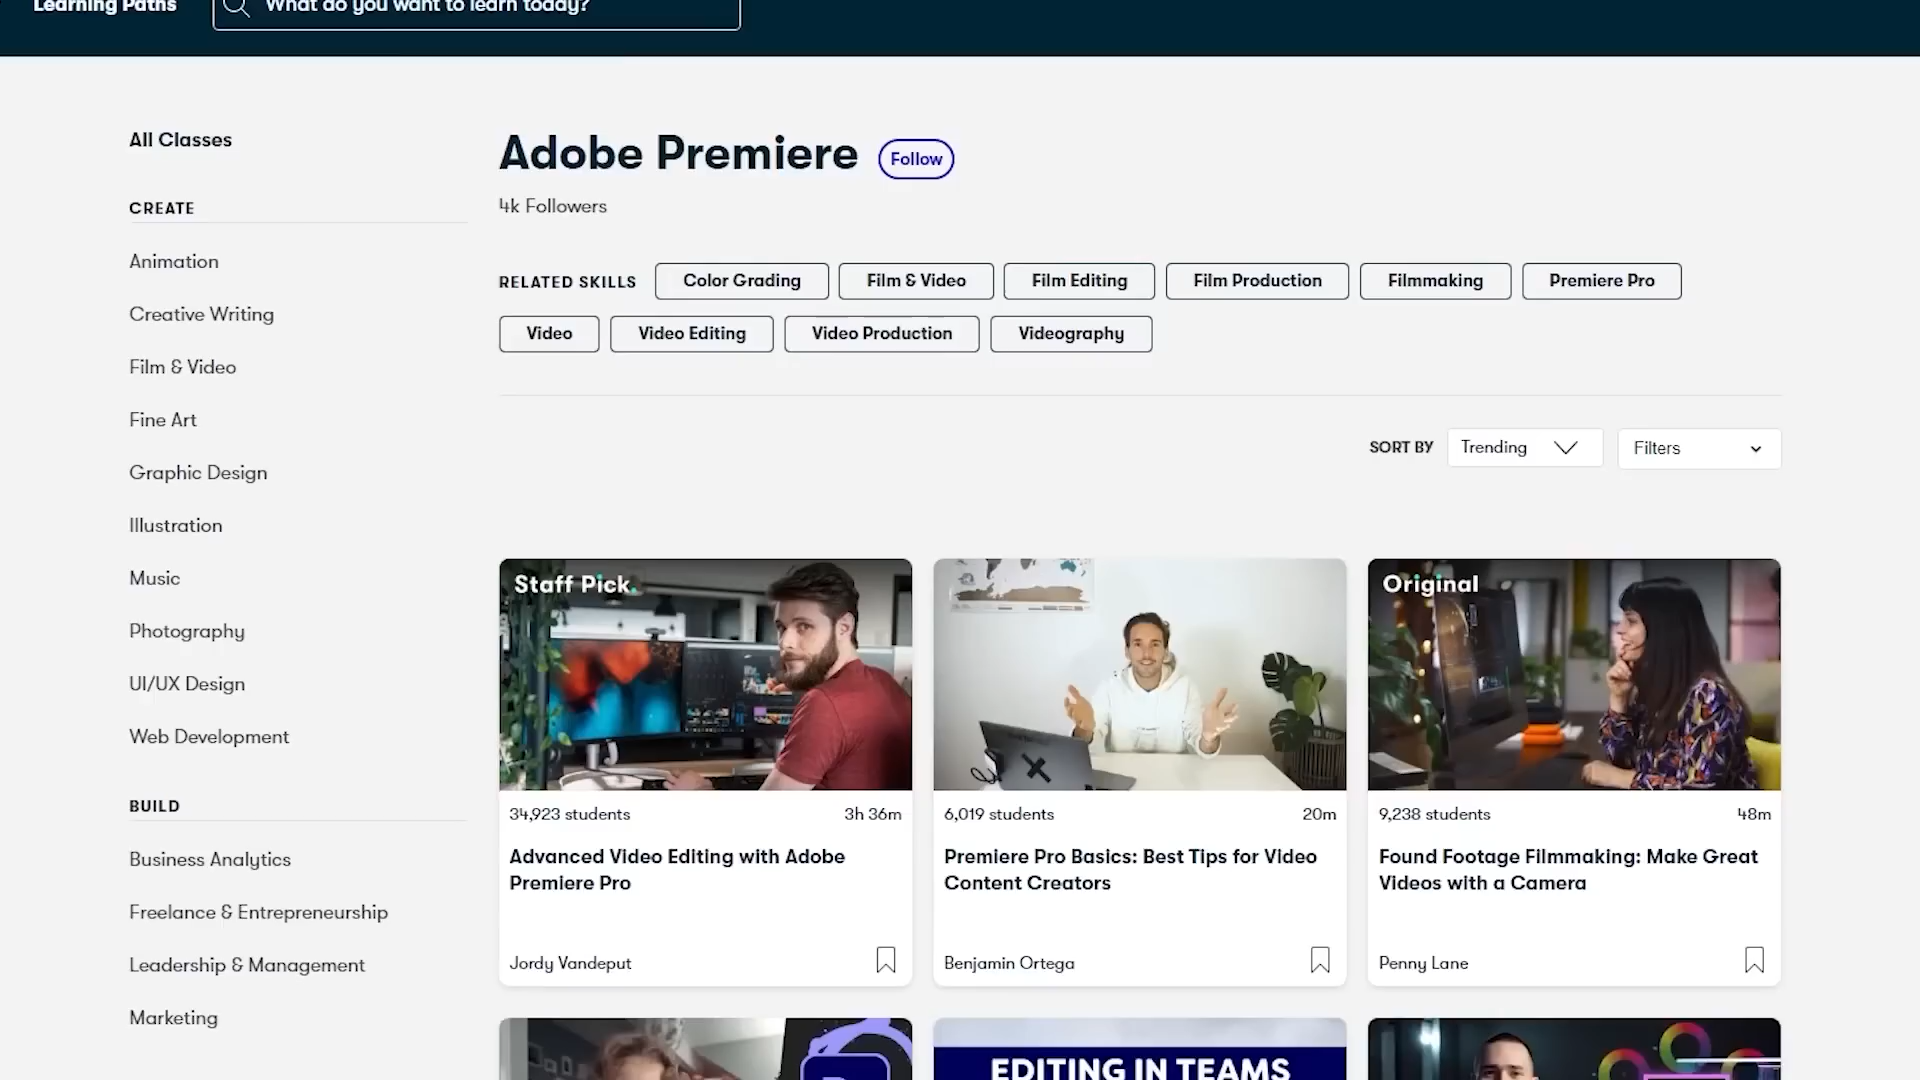 Learning Paths
What do you want to learn today?
All Classes
CREATE
Animation
Creative Writing
Film & Video
Fine Art
Graphic Design
Illustration
Music
Photography
UI/UX Design
Web Development
BUILD
Business Analytics
Freelance & Entrepreneurship
Leadership & Management
Marketing
Adobe Premiere
Follow
4k Followers
RELATED SKILLS
Color Grading
Film & Video
Film Editing
Film Production
Filmmaking
Premiere Pro
Video
Video Editing
Video Production
Videography
SORT BY
Trending
Filters
Staff Pick.
34,923 students
3h 36m
Advanced Video Editing with Adobe
Premiere Pro
Jordy Vandeput
6,019 students
20m
Premiere Pro Basics: Best Tips for Video
Content Creators
Benjamin Ortega
Original
9,238 students
48m
Found Footage Filmmaking: Make Great
Videos with a Camera
Penny Lane
EDITING IN TEAMS